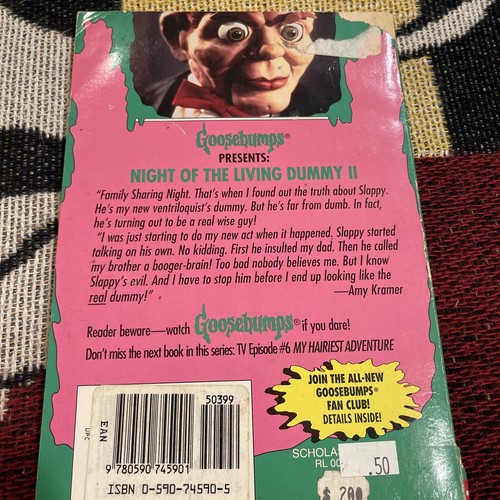 Goosebumps®
PRESENTS:
NIGHT OF THE LIVING DUMMY II
"Family Sharing Night. That's when I found out the truth about Slappy.
He's my new ventriloquist's dummy. But he's far from dumb. In fact,
he's turning out to be a real wise guy!
"I was just starting to do my new act when it happened. Slappy started
talking on his own. No kidding. First he insulted my dad. Then he called
my brother a booger-brain! Too bad nobody believes me. But I know
Slappy's evil. And I have to stop him before I end up looking like the
real dummy!"
—Amy Kramer
Reader beware—watch Goosebumps® if you dare!
Don't miss the next book in this series: TV Episode #6 MY HAIRIEST ADVENTURE
JOIN THE ALL-NEW
GOOSEBUMPS
FAN CLUB!
DETAILS INSIDE!
50399
UPC
EAN
9 780590 745901
ISBN 0-590-74590-5
SCHOLAS
RL 00
.50
$ 200